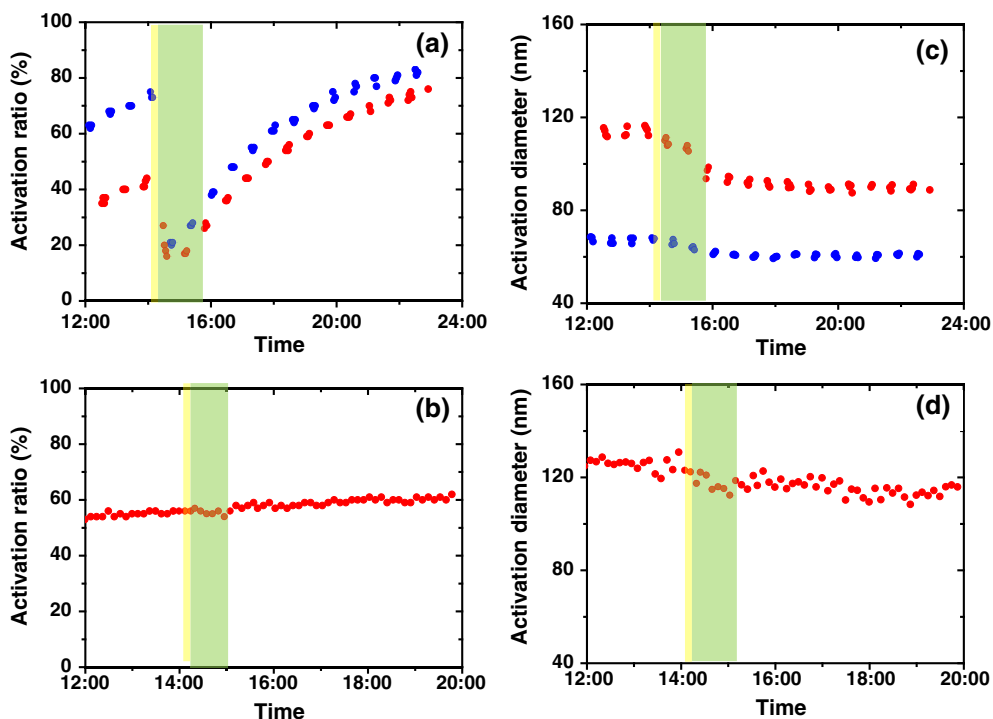 (a)
Activation ratio (%)
100
80
60
40
20
0
12:00 16:00 20:00 24:00
Time
(c)
Activation diameter (nm)
160
120
80
40
12:00 16:00 20:00 24:00
Time
(b)
Activation ratio (%)
100
80
60
40
20
0
12:00 14:00 16:00 18:00 20:00
Time
(d)
Activation diameter (nm)
160
120
80
40
12:00 14:00 16:00 18:00 20:00
Time